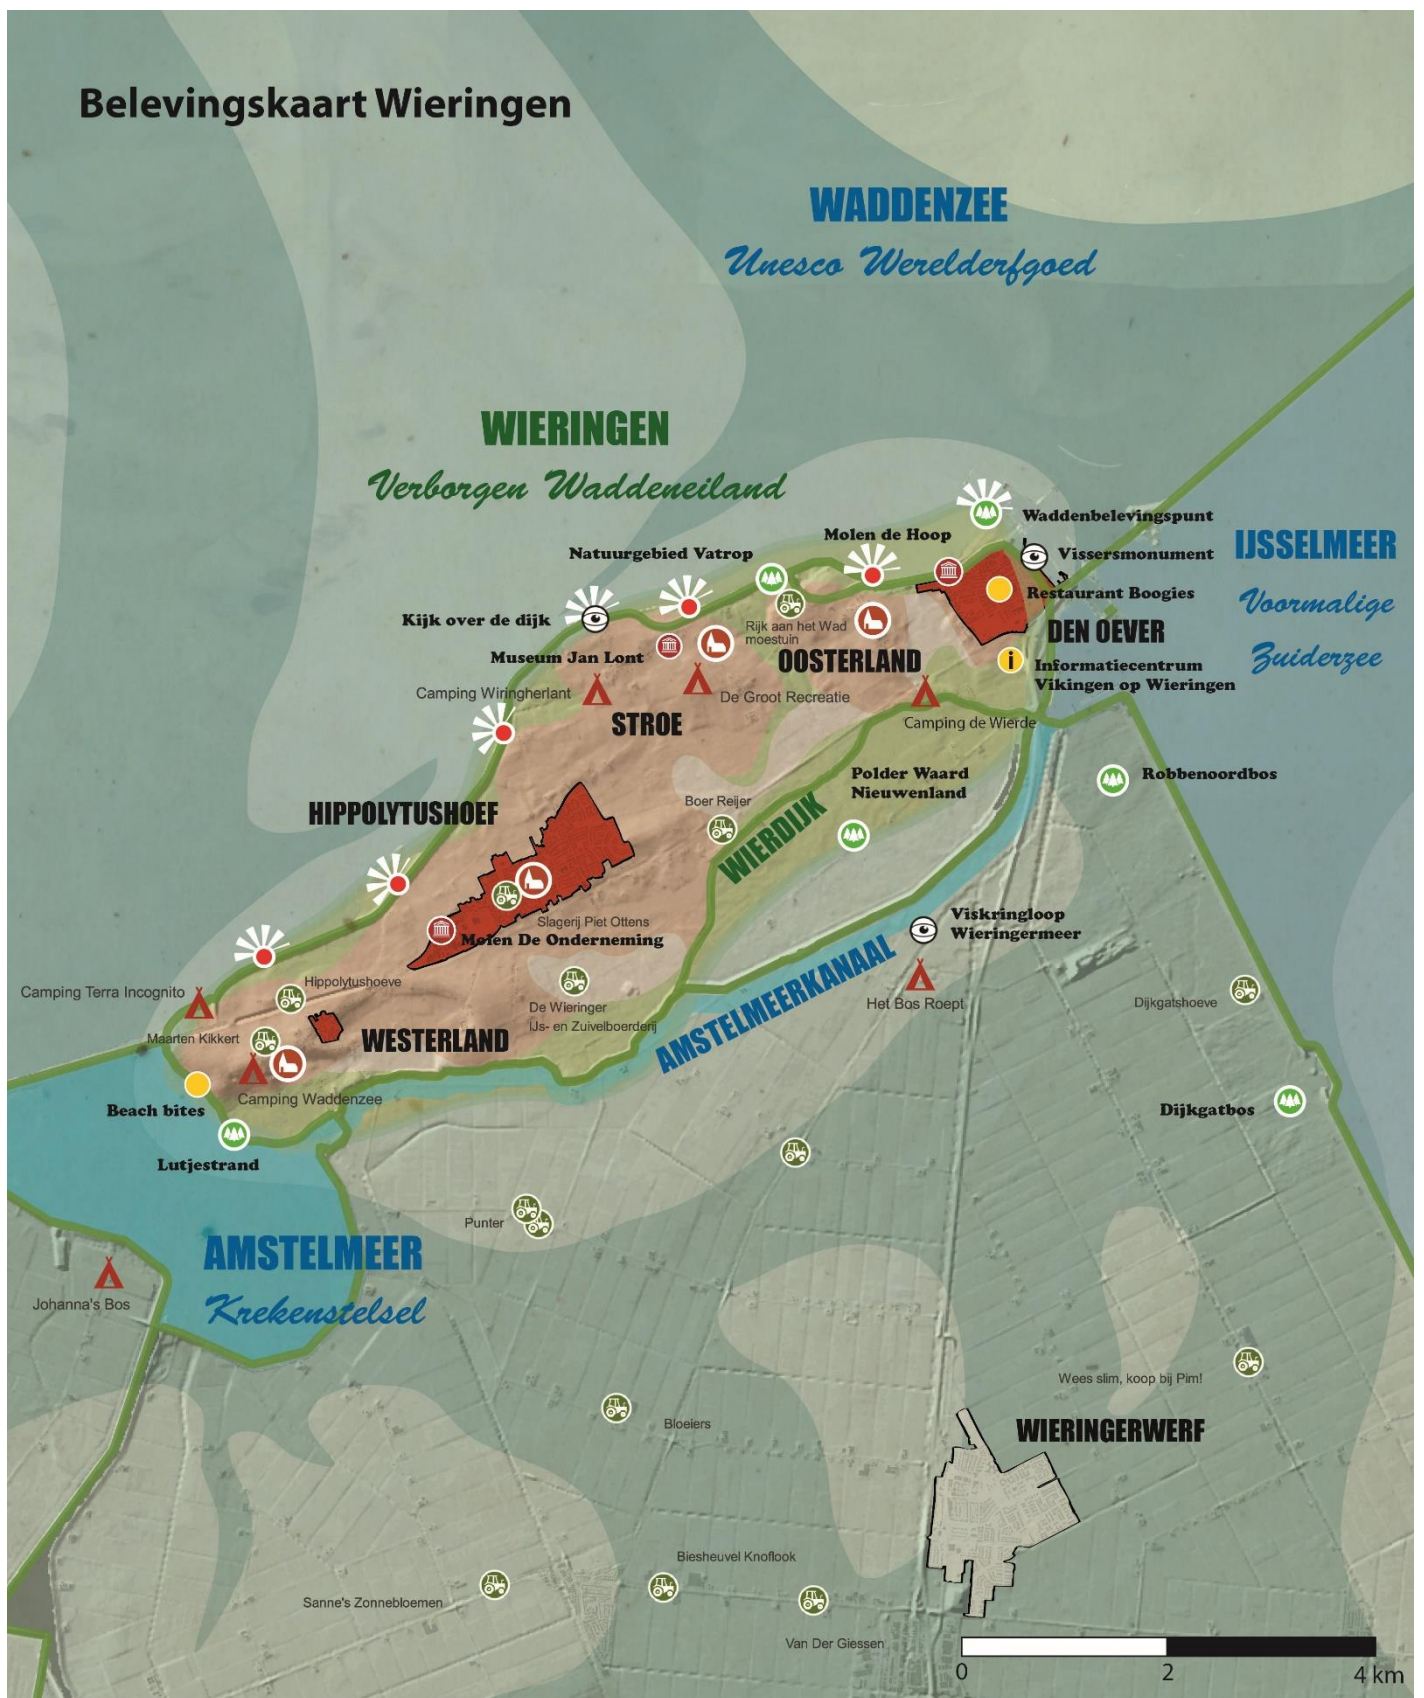 Belevingskaart Wieringen
WADDENZEE
Unesco Werelderfgoed
WIERINGEN
Verborgen Waddeneiland
Waddenbelevingspunt
Molen de Hoop
Natuurgebied Vatrop
Vissersmonument
IJSSELMEER
Voormalige
Zuiderzee
Restaurant Boogies
Kijk over de dijk
Rijk aan het Wad
moestuin
DEN OEVER
Museum Jan Lont
OOSTERLAND
i
Informatiecentrum
Vikingen op Wieringen
Camping Wiringherlant
De Groot Recreatie
STROE
Camping de Wierde
Polder Waard
Nieuwenland
Robbenoordbos
Boer Reijer
HIPPOLYTUSHOEF
WIERDIJK
Slagerij Piet Ottens
Molen De Onderneming
Viskringloop
Wieringermeer
Hippolytushoeve
Camping Terra Incognito
De Wieringer
IJs- en Zuivelboerderij
AMSTELMEERKANAAL
Het Bos Roept
Dijkgatshoeve
Maarten Kikkert
WESTERLAND
Camping Waddenzee
Beach bites
Dijkgatbos
Lutjestrand
Punter
AMSTELMEER
Krekenstelsel
Johanna's Bos
Wees slim, koop bij Pim!
Bloeiers
WIERINGERWERF
Biesheuvel Knoflook
Sanne's Zonnebloemen
Van Der Giessen
0 2 4 km